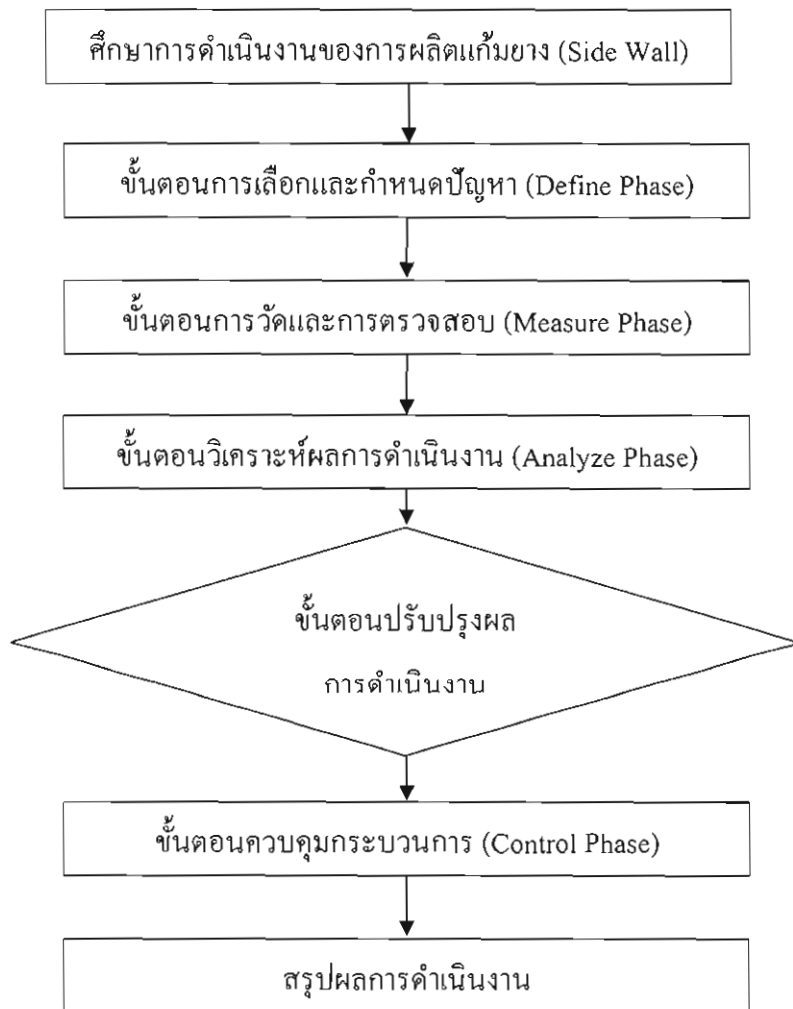 ศึกษาการดำเนินงานของการผลิตแก้มยาง (Side Wall)
ขั้นตอนการเลือกและกำหนดปัญหา (Define Phase)
ขั้นตอนการวัดและการตรวจสอบ (Measure Phase)
ขั้นตอนวิเคราะห์ผลการดำเนินงาน (Analyze Phase)
ขั้นตอนปรับปรุงผล
การดำเนินงาน
ขั้นตอนควบคุมกระบวนการ (Control Phase)
สรุปผลการดำเนินงาน